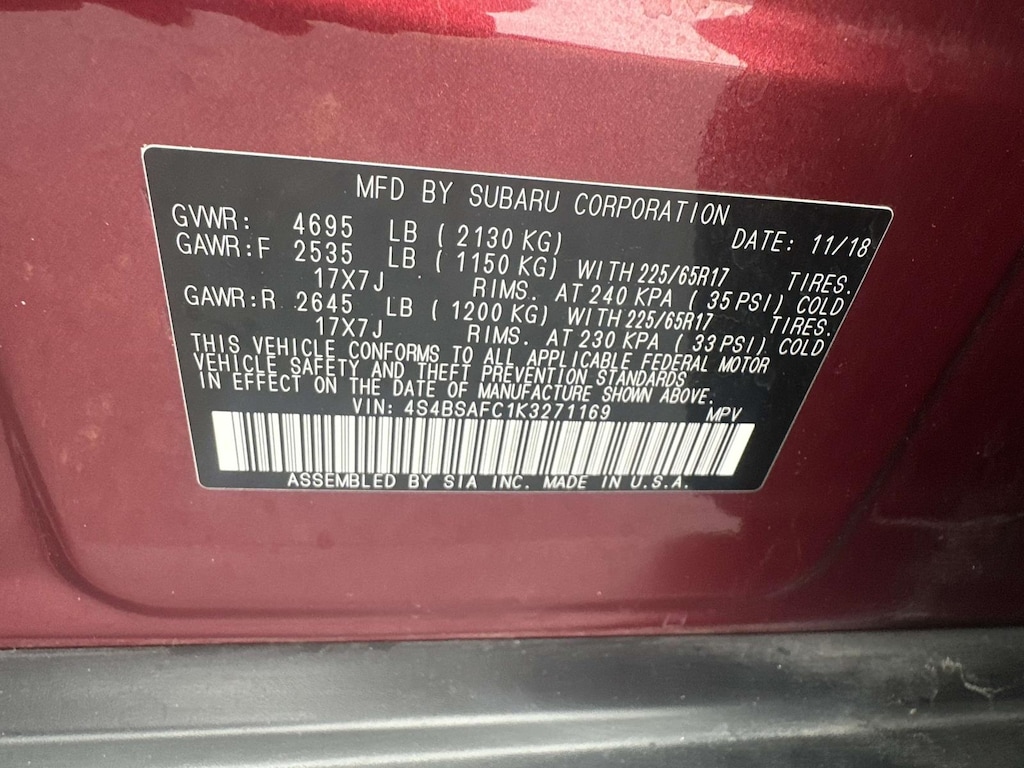 MFD BY SUBARU CORPORATION
GVWR: 4695 LB ( 2130 KG) DATE: 11/18
GAWR:F 2535 LB ( 1150 KG) WITH 225/65R17 TIRES.
17X7J RIMS. AT 240 KPA ( 35 PSI) COLD
GAWR:R 2645 LB ( 1200 KG) WITH 225/65R17 TIRES.
17X7J RIMS. AT 230 KPA ( 33 PSI) COLD
THIS VEHICLE CONFORMS TO ALL APPLICABLE FEDERAL MOTOR
VEHICLE SAFETY AND THEFT PREVENTION STANDARDS
IN EFFECT ON THE DATE OF MANUFACTURE SHOWN ABOVE.
VIN: 4S4BSAFC1K3271169 MPV
ASSEMBLED BY SIA INC. MADE IN U.S.A.